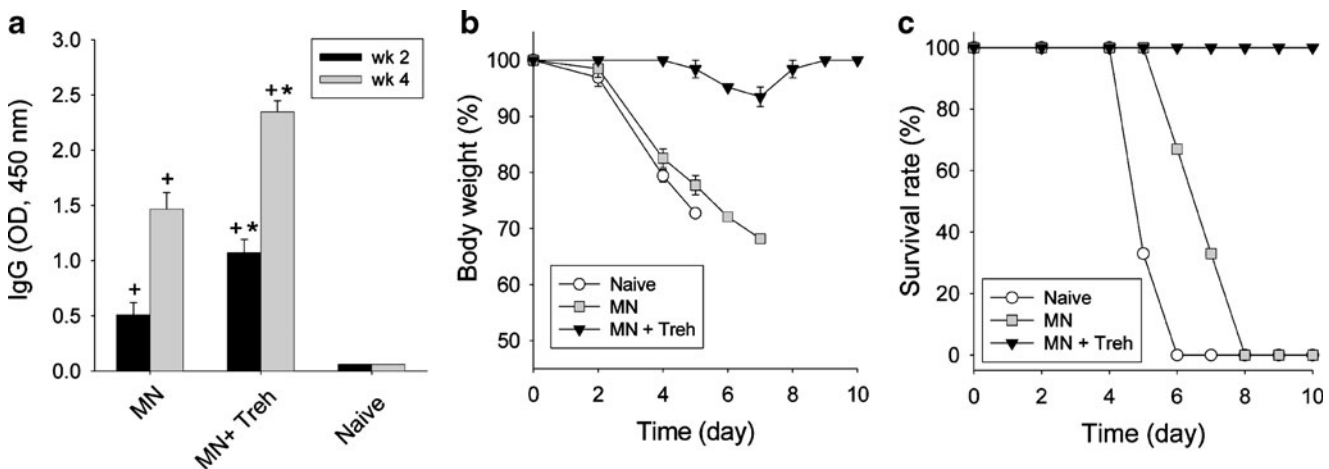 a
IgG (OD, 450 nm)
3.0
2.5
2.0
1.5
1.0
0.5
0.0
wk 2
wk 4
+
+
+*
+*
MN
MN+ Treh
Naive
b
Body weight (%)
100
90
80
70
60
50
Naive
MN
MN + Treh
0 2 4 6 8 10
Time (day)
c
Survival rate (%)
100
80
60
40
20
0
Naive
MN
MN + Treh
0 2 4 6 8 10
Time (day)